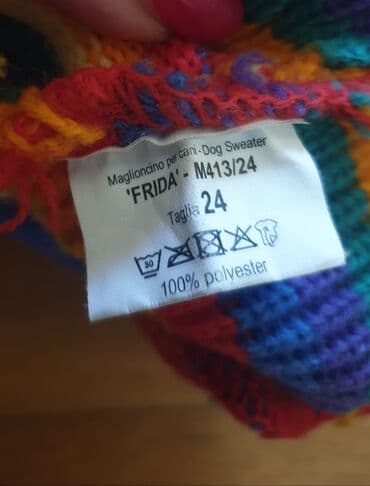 Maglioncino per cani - Dog Sweater
'FRIDA' - M413/24
Taglia 24
30
100% polyester